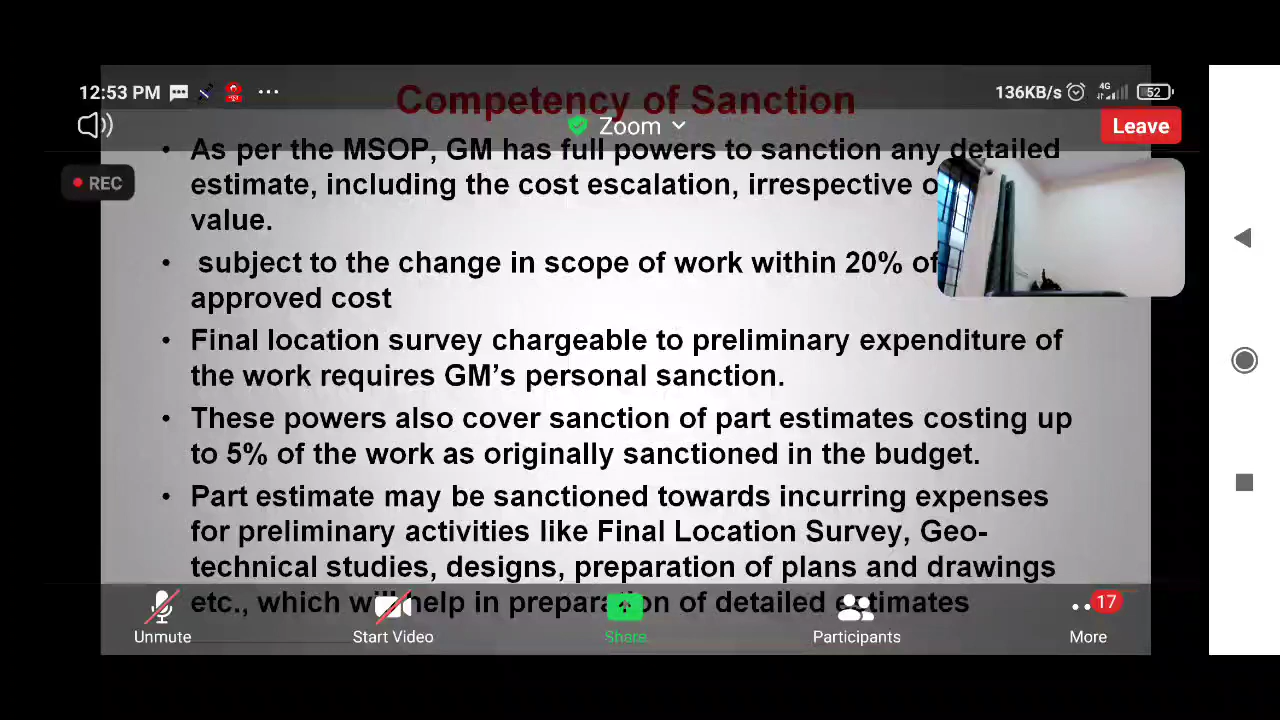 12:53 PM
136KB/s
4G
52
Competency of Sanction
Zoom
Leave
REC
• As per the MSOP, GM has full powers to sanction any detailed
estimate, including the cost escalation, irrespective
value.
• subject to the change in scope of work within 20% of
approved cost
• Final location survey chargeable to preliminary expenditure of
the work requires GM’s personal sanction.
• These powers also cover sanction of part estimates costing up
to 5% of the work as originally sanctioned in the budget.
• Part estimate may be sanctioned towards incurring expenses
for preliminary activities like Final Location Survey, Geo-
technical studies, designs, preparation of plans and drawings
etc., which will help in preparation of detailed estimates
17
Unmute
Start Video
Share
Participants
More